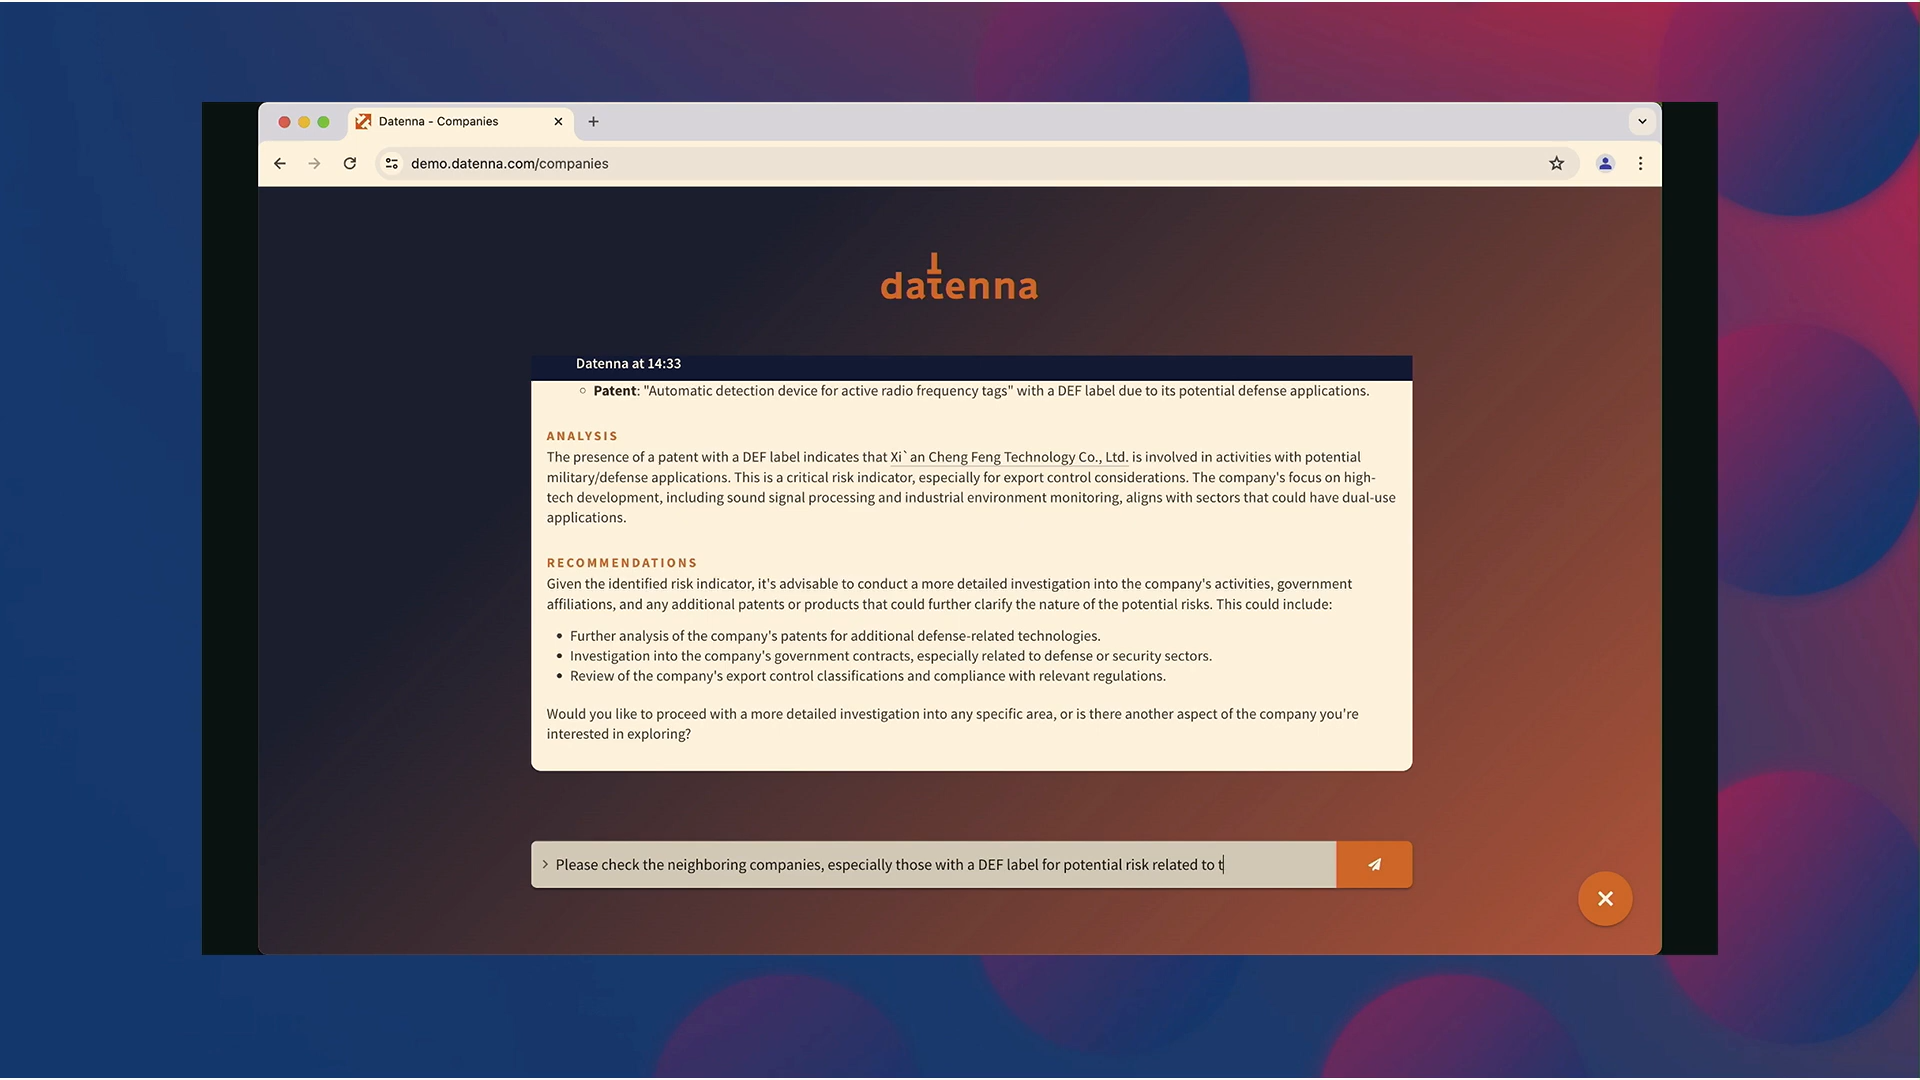 Datenna - Companies
demo.datenna.com/companies
datenna
Datenna at 14:33
Patent: "Automatic detection device for active radio frequency tags" with a DEF label due to its potential defense applications.
ANALYSIS
The presence of a patent with a DEF label indicates that Xi`an Cheng Feng Technology Co., Ltd. is involved in activities with potential
military/defense applications. This is a critical risk indicator, especially for export control considerations. The company's focus on high-
tech development, including sound signal processing and industrial environment monitoring, aligns with sectors that could have dual-use
applications.
RECOMMENDATIONS
Given the identified risk indicator, it's advisable to conduct a more detailed investigation into the company's activities, government
affiliations, and any additional patents or products that could further clarify the nature of the potential risks. This could include:
Further analysis of the company's patents for additional defense-related technologies.
Investigation into the company's government contracts, especially related to defense or security sectors.
Review of the company's export control classifications and compliance with relevant regulations.
Would you like to proceed with a more detailed investigation into any specific area, or is there another aspect of the company you're
interested in exploring?
Please check the neighboring companies, especially those with a DEF label for potential risk related to t